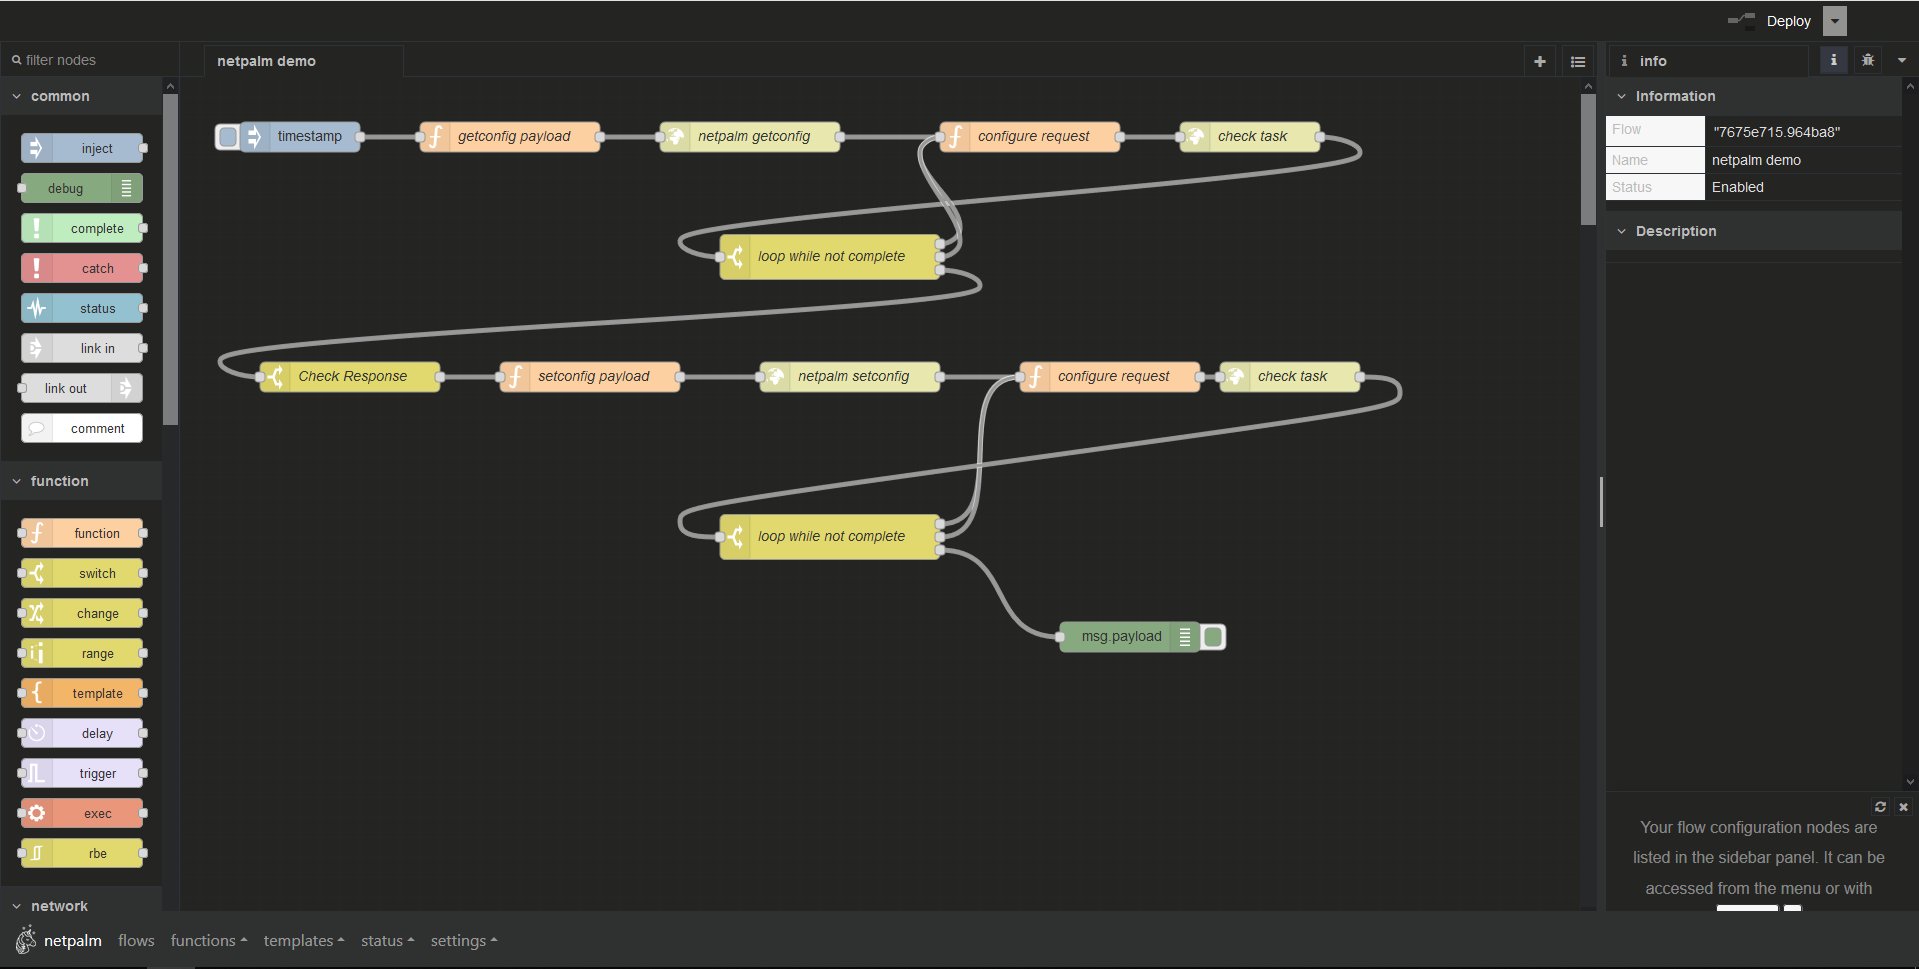 Deploy
filter nodes
netpalm demo
info
common
inject
debug
complete
catch
status
link in
link out
comment
function
function
switch
change
range
template
delay
trigger
exec
rbe
network
timestamp
getconfig payload
netpalm getconfig
configure request
check task
loop while not complete
Check Response
setconfig payload
netpalm setconfig
configure request
check task
loop while not complete
msg.payload
Information
Flow "7675e715.964ba8"
Name netpalm demo
Status Enabled
Description
Your flow configuration nodes are
listed in the sidebar panel. It can be
accessed from the menu or with
netpalm flows functions templates status settings